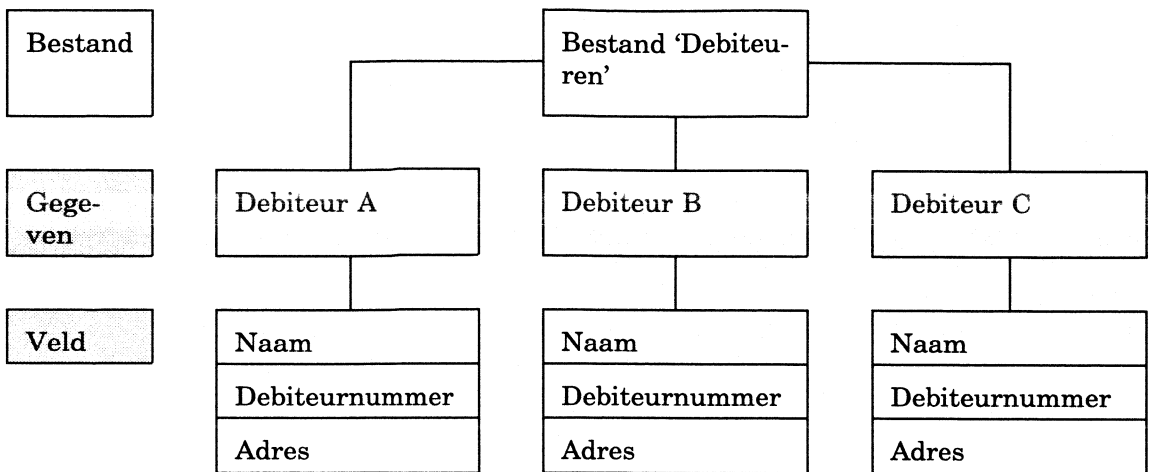 Bestand
Bestand ‘Debiteu-
ren’
Gege-
ven
Debiteur A
Debiteur B
Debiteur C
Veld
Naam
Naam
Naam
Debiteurnummer
Debiteurnummer
Debiteurnummer
Adres
Adres
Adres